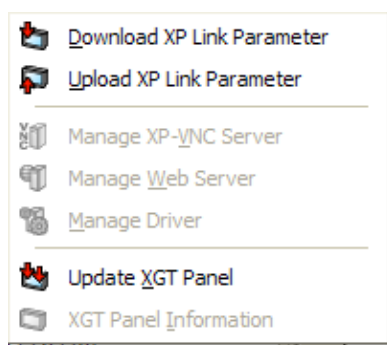 Download XP Link Parameter
Upload XP Link Parameter
VNC Manage XP-VNC Server
Manage Web Server
Manage Driver
Update XGT Panel
XGT Panel Information